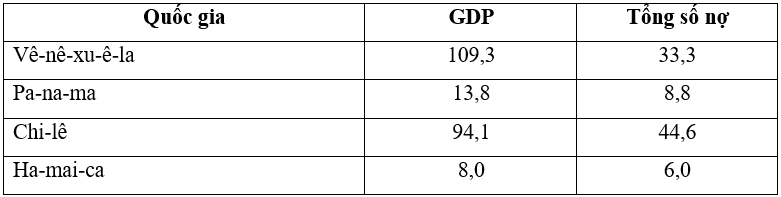 Quốc gia GDP Tổng số nợ
Vê-nê-xu-ê-la 109,3 33,3
Pa-na-ma 13,8 8,8
Chi-lê 94,1 44,6
Ha-mai-ca 8,0 6,0